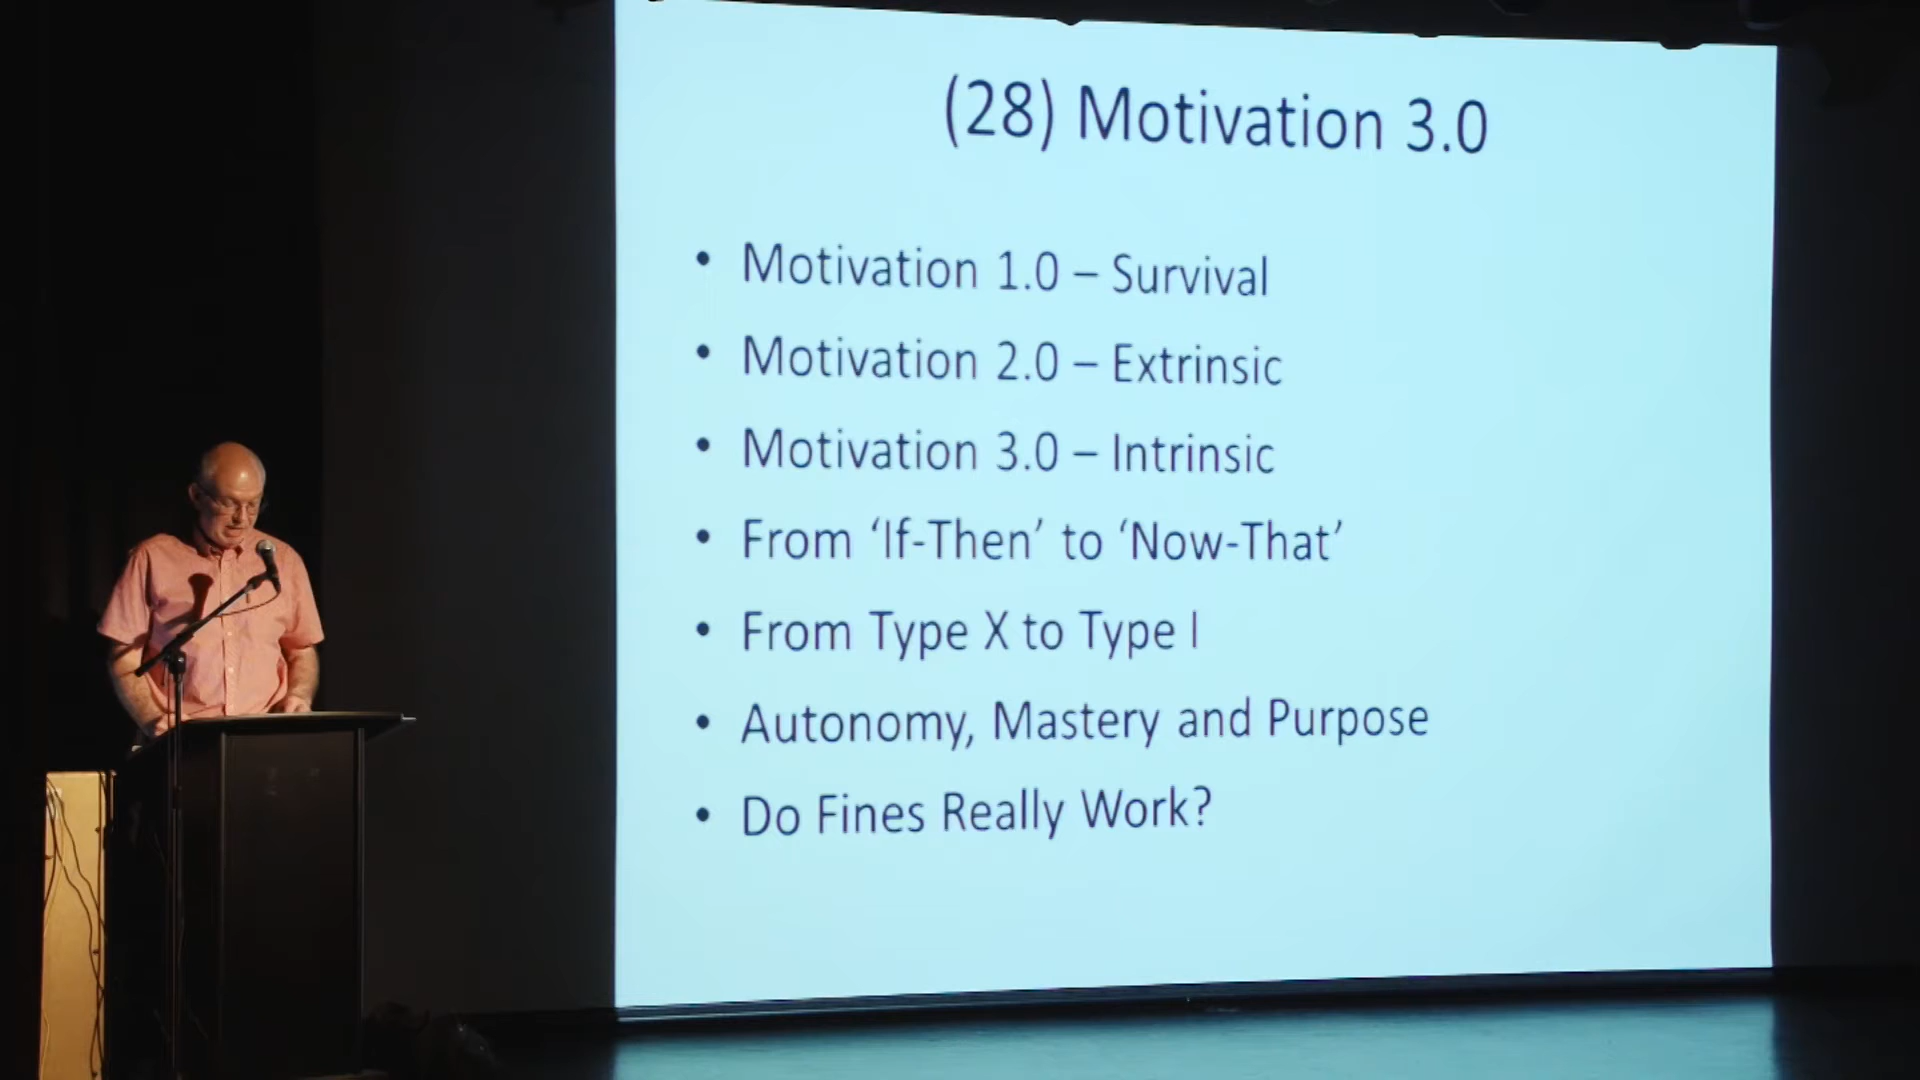 (28) Motivation 3.0
• Motivation 1.0 – Survival
• Motivation 2.0 – Extrinsic
• Motivation 3.0 – Intrinsic
• From ‘If-Then’ to ‘Now-That’
• From Type X to Type I
• Autonomy, Mastery and Purpose
• Do Fines Really Work?